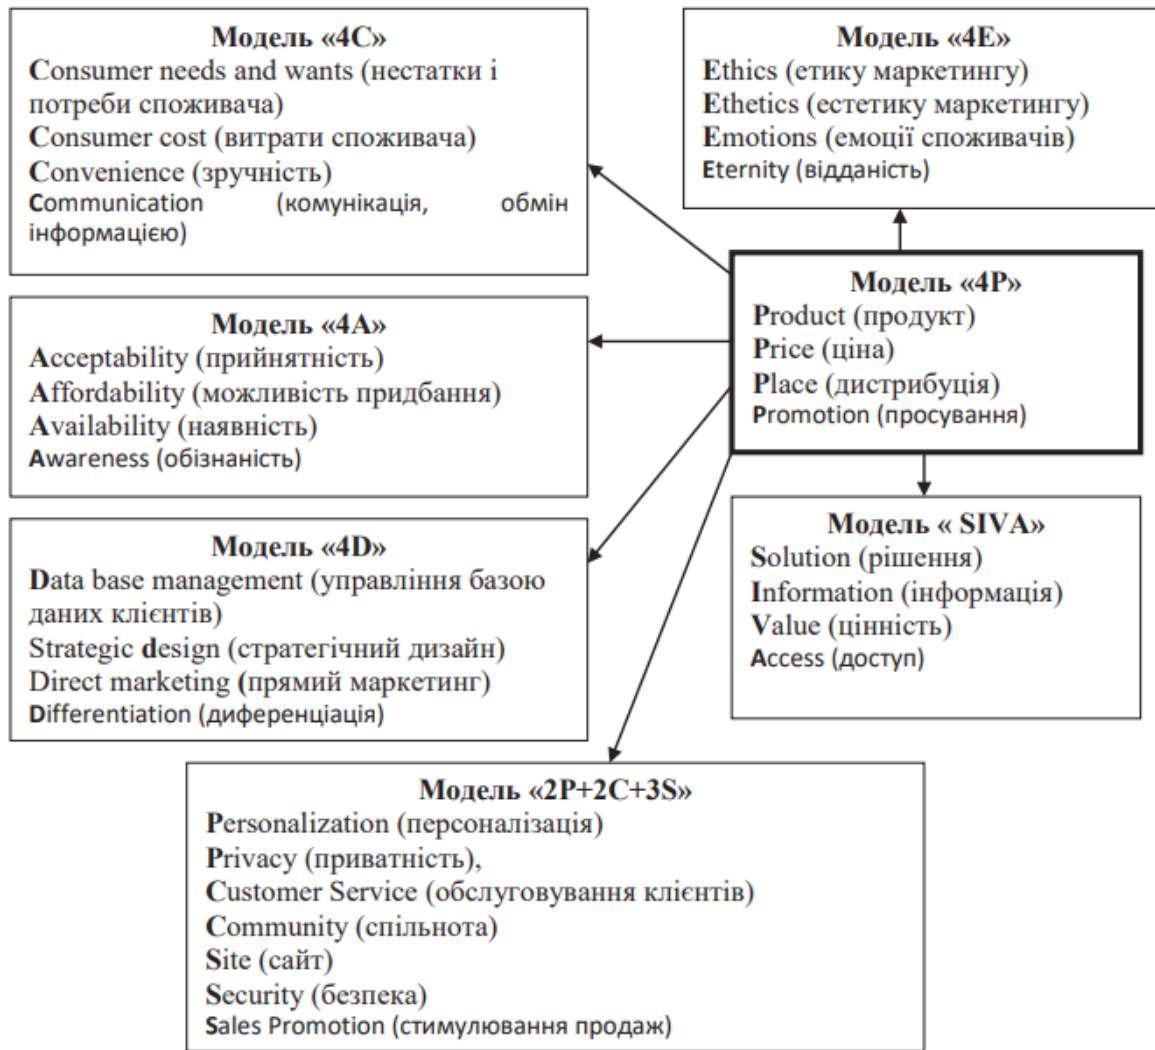 Модель «4C»
Consumer needs and wants (нестатки і
потреби споживача)
Consumer cost (витрати споживача)
Convenience (зручність)
Communication (комунікація, обмін
інформацією)
Модель «4E»
Ethics (етику маркетингу)
Ethetics (естетику маркетингу)
Emotions (емоції споживачів)
Eternity (відданість)
Модель «4A»
Acceptability (прийнятність)
Affordability (можливість придбання)
Availability (наявність)
Awareness (обізнаність)
Модель «4P»
Product (продукт)
Price (ціна)
Place (дистрибуція)
Promotion (просування)
Модель «4D»
Data base management (управління базою
даних клієнтів)
Strategic design (стратегічний дизайн)
Direct marketing (прямий маркетинг)
Differentiation (диференціація)
Модель « SIVA»
Solution (рішення)
Information (інформація)
Value (цінність)
Access (доступ)
Модель «2P+2C+3S»
Personalization (персоналізація)
Privacy (приватність),
Customer Service (обслуговування клієнтів)
Community (спільнота)
Site (сайт)
Security (безпека)
Sales Promotion (стимулювання продаж)